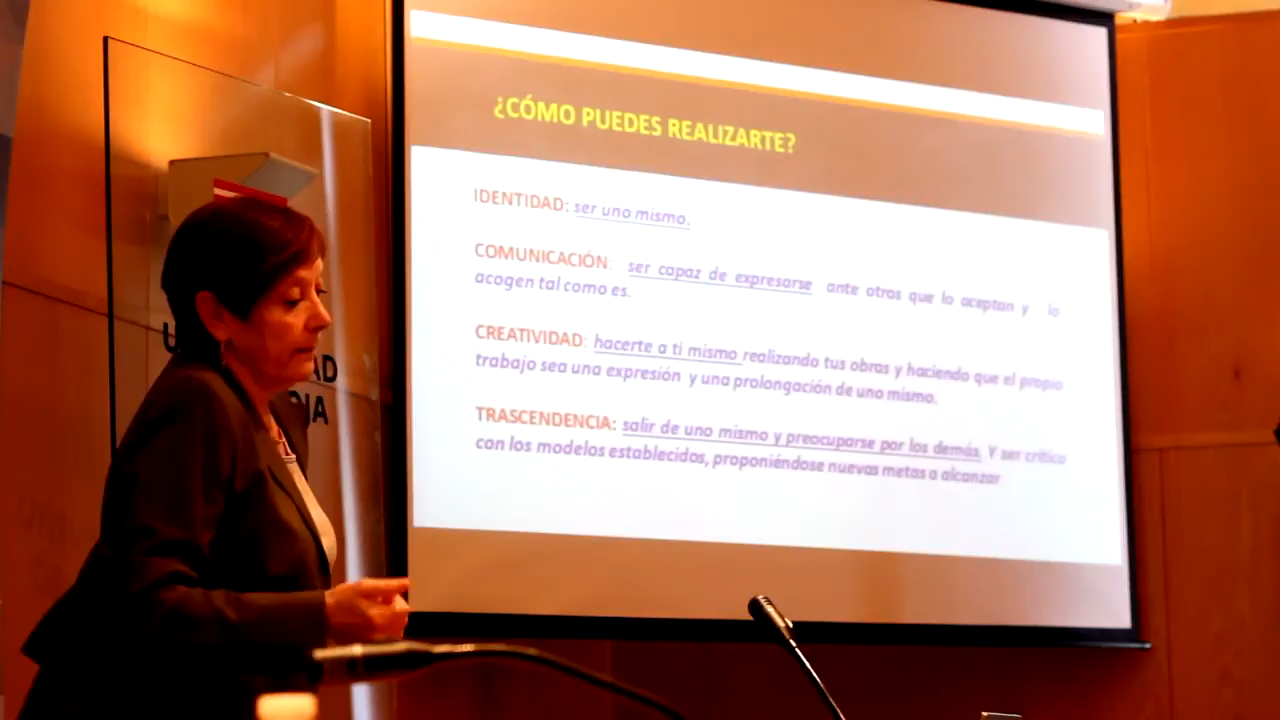 ¿CÓMO PUEDES REALIZARTE?
IDENTIDAD: ser uno mismo.
COMUNICACIÓN: ser capaz de expresarse ante otros que lo aceptan y lo
acogen tal como es.
CREATIVIDAD: hacerte a ti mismo realizando tus obras y haciendo que el propio
trabajo sea una expresión y una prolongación de uno mismo.
TRASCENDENCIA: salir de uno mismo y preocuparse por los demás. Y ser crítico
con los modelos establecidos, proponiéndose nuevas metas a alcanzar